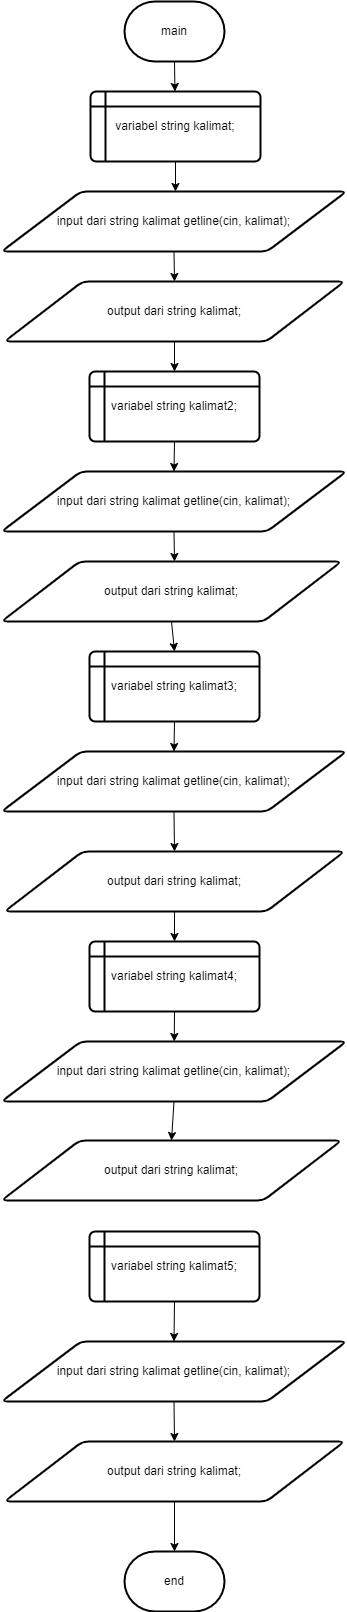 main
variabel string kalimat;
input dari string kalimat getline(cin, kalimat);
output dari string kalimat;
variabel string kalimat2;
input dari string kalimat getline(cin, kalimat);
output dari string kalimat;
variabel string kalimat3;
input dari string kalimat getline(cin, kalimat);
output dari string kalimat;
variabel string kalimat4;
input dari string kalimat getline(cin, kalimat);
output dari string kalimat;
variabel string kalimat5;
input dari string kalimat getline(cin, kalimat);
output dari string kalimat;
end